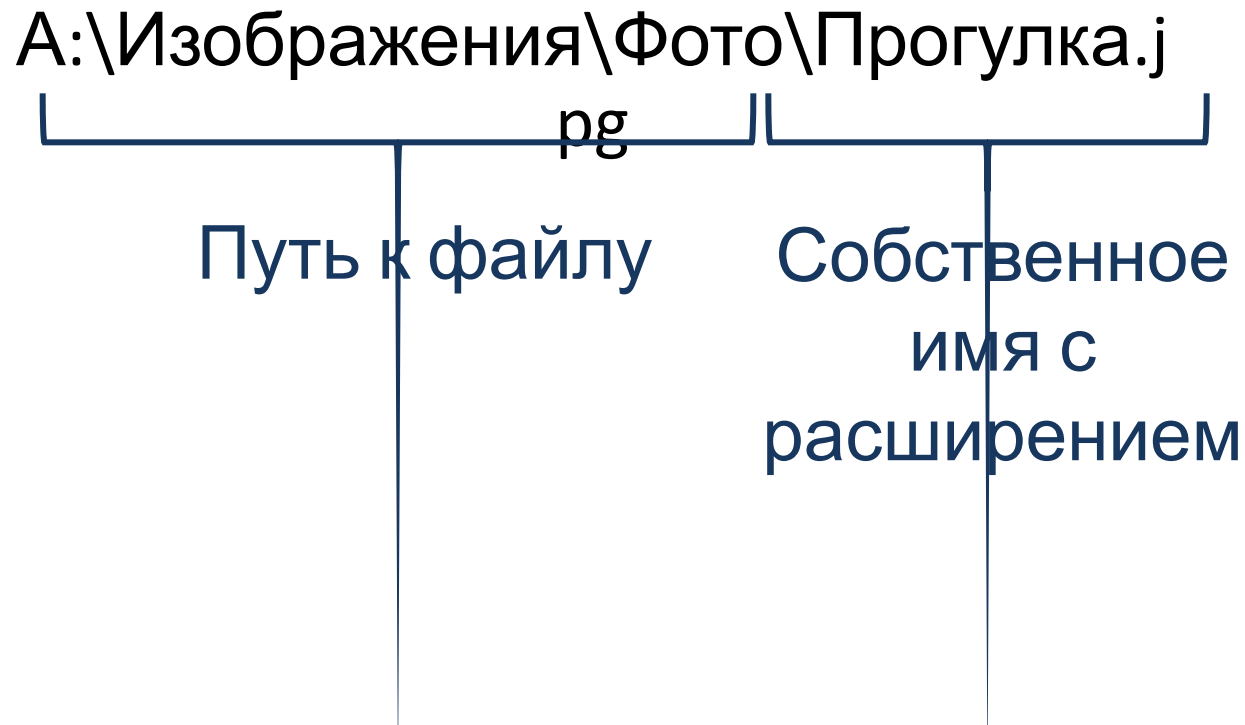 А:\Изображения\Фото\Прогулка.j
pg
Путь к файлу
Собственное
имя с
расширением